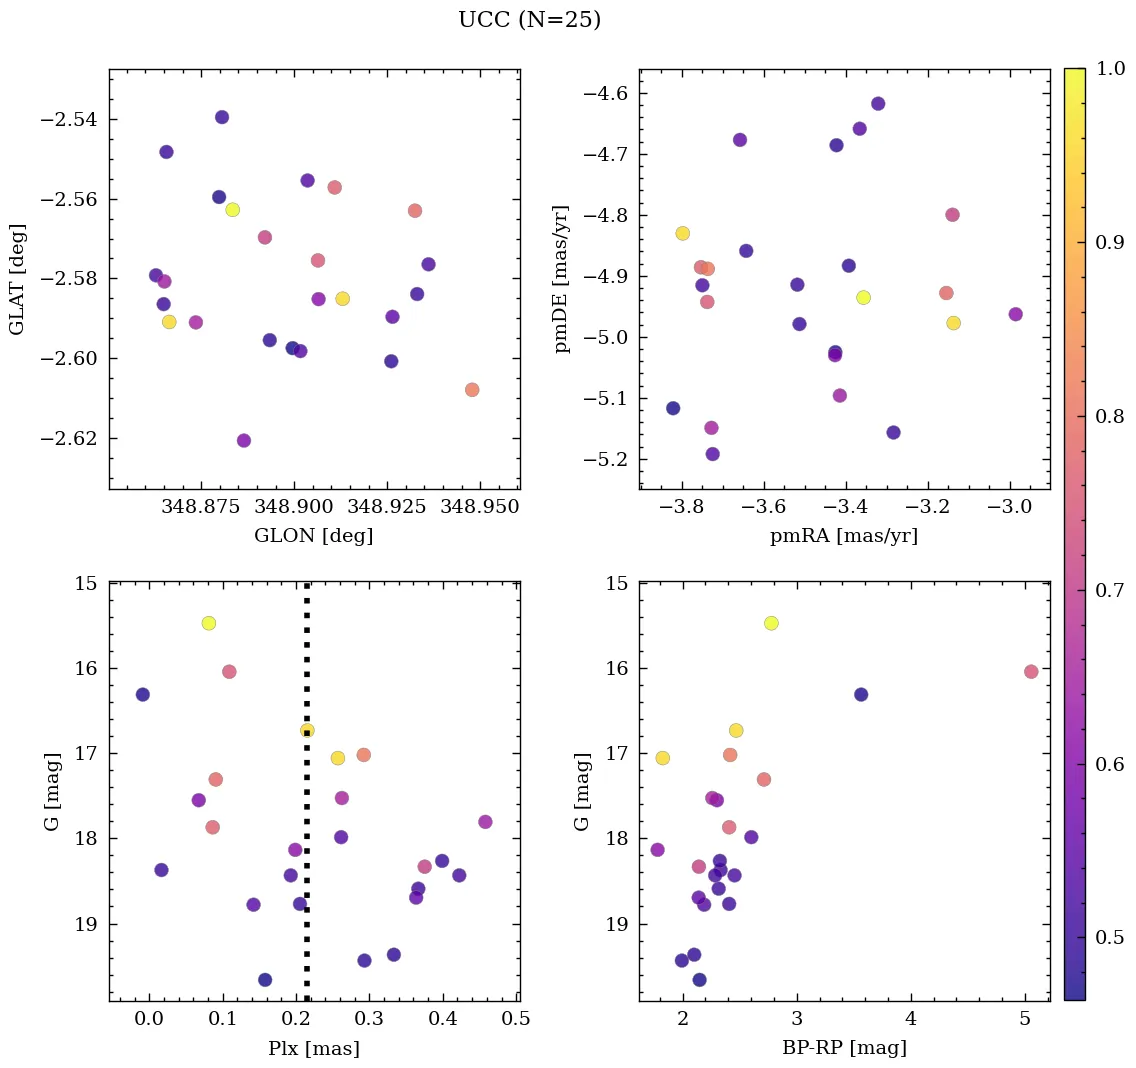 UCC (N=25)
−2.54
−2.56
−2.58
−2.60
−2.62
GLAT [deg]
348.875 348.900 348.925 348.950
GLON [deg]
−4.6
−4.7
−4.8
−4.9
−5.0
−5.1
−5.2
pmDE [mas/yr]
−3.8 −3.6 −3.4 −3.2 −3.0
pmRA [mas/yr]
15
16
17
18
19
G [mag]
0.0 0.1 0.2 0.3 0.4 0.5
Plx [mas]
15
16
17
18
19
G [mag]
2 3 4 5
BP-RP [mag]
1.0
0.9
0.8
0.7
0.6
0.5